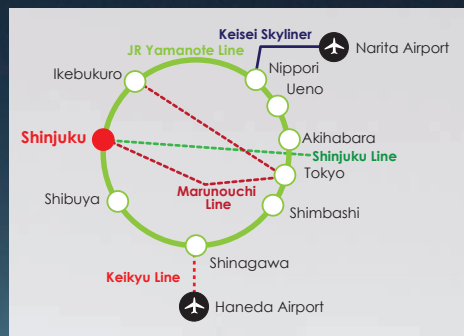 Keisei Skyliner
JR Yamanote Line
Narita Airport
Ikebukuro
Nippori
Ueno
Shinjuku
Akihabara
Shinjuku Line
Tokyo
Marunouchi
Line
Shibuya
Shimbashi
Shinagawa
Keikyu Line
Haneda Airport